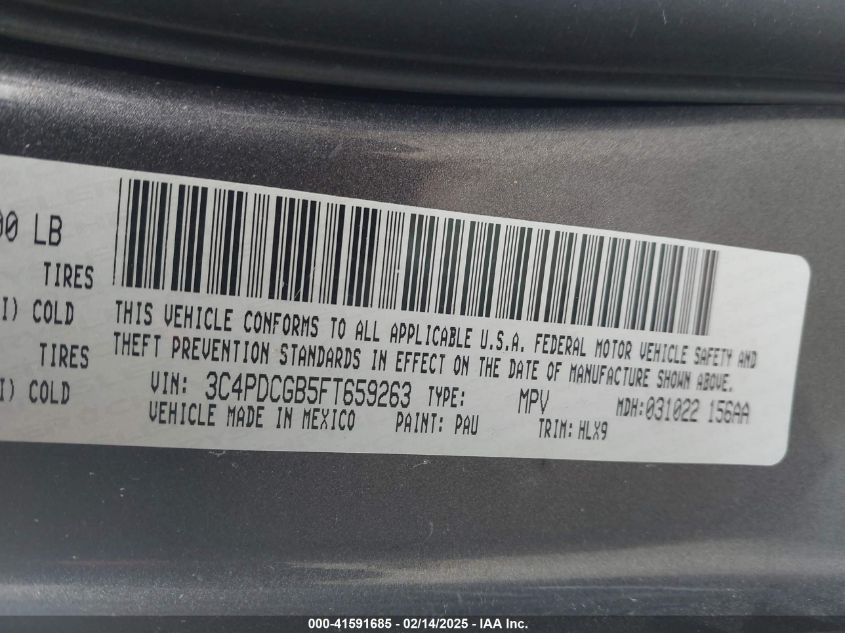 00 LB
TIRES
I) COLD
TIRES
I) COLD
THIS VEHICLE CONFORMS TO ALL APPLICABLE U.S.A. FEDERAL MOTOR VEHICLE SAFETY AND
THEFT PREVENTION STANDARDS IN EFFECT ON THE DATE OF MANUFACTURE SHOWN ABOVE.
VIN: 3C4PDCGB5FT659263 TYPE: MPV MDH:031022 156AA
VEHICLE MADE IN MEXICO PAINT: PAU TRIM: HLX9
000-41591685 - 02/14/2025 - IAA Inc.